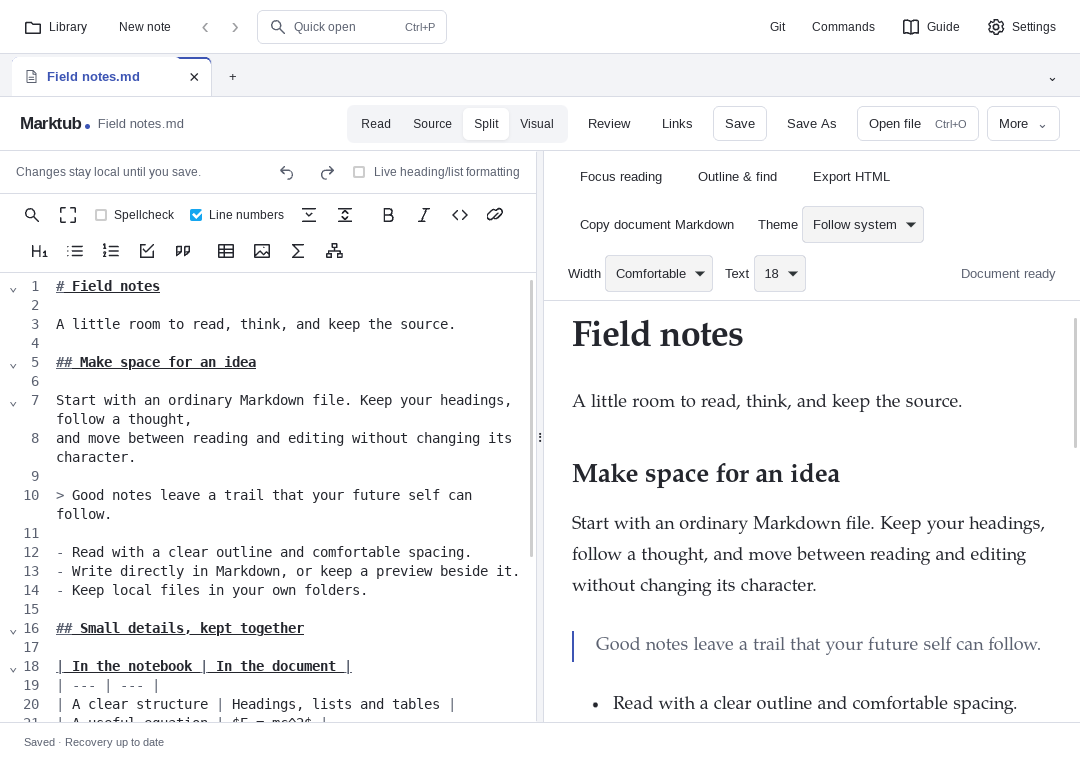 Library New note Quick open Ctrl+P Git Commands Guide Settings
Field notes.md
Marktub Field notes.md Read Source Split Visual Review Links Save Save As Open file Ctrl+O More
Changes stay local until you save. Live heading/list formatting
Spellcheck Line numbers
Focus reading Outline & find Export HTML
Copy document Markdown Theme Follow system
Width Comfortable Text 18 Document ready
1 # Field notes
2
3 A little room to read, think, and keep the source.
4
5 ## Make space for an idea
6
7 Start with an ordinary Markdown file. Keep your headings,
follow a thought,
8 and move between reading and editing without changing its
character.
9
10 > Good notes leave a trail that your future self can
follow.
11
12 - Read with a clear outline and comfortable spacing.
13 - Write directly in Markdown, or keep a preview beside it.
14 - Keep local files in your own folders.
15
16 ## Small details, kept together
17
18 | In the notebook | In the document |
19 | --- | --- |
20 | A clear structure | Headings, lists and tables |
21 | A useful equation | $E = mc^2$ |
Field notes
A little room to read, think, and keep the source.
Make space for an idea
Start with an ordinary Markdown file. Keep your headings,
follow a thought, and move between reading and editing
without changing its character.
Good notes leave a trail that your future self can follow.
• Read with a clear outline and comfortable spacing.
Saved · Recovery up to date